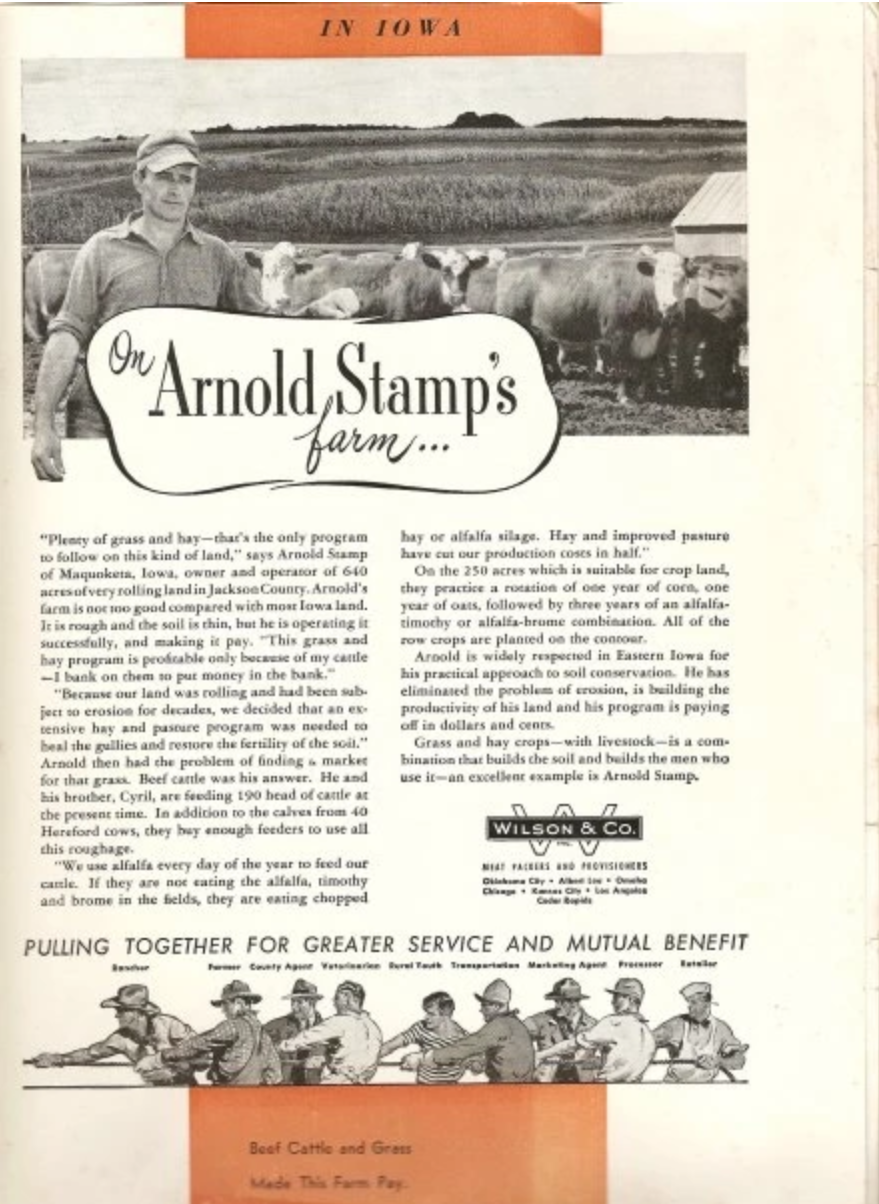 IN IOWA
On
Arnold Stamp's
farm...
"Plenty of grass and hay—that's the only program
to follow on this kind of land," says Arnold Stamp
of Maquoketa, Iowa, owner and operator of 640
acres of very rolling land in Jackson County. Arnold's
farm is not too good compared with most Iowa land.
It is rough and the soil is thin, but he is operating it
successfully, and making it pay. "This grass and
hay program is profitable only because of my cattle
—I bank on them to put money in the bank."
"Because our land was rolling and had been sub-
ject to erosion for decades, we decided that an ex-
tensive hay and pasture program was needed to
heal the gullies and restore the fertility of the soil."
Arnold then had the problem of finding a market
for that grass. Beef cattle was his answer. He and
his brother, Cyril, are feeding 190 head of cattle at
the present time. In addition to the calves from 40
Hereford cows, they buy enough feeders to use all
this roughage.
"We use alfalfa every day of the year to feed our
cattle. If they are not eating the alfalfa, timothy
and brome in the fields, they are eating chopped
hay or alfalfa silage. Hay and improved pasture
have cut our production costs in half."
On the 250 acres which is suitable for crop land,
they practice a rotation of one year of corn, one
year of oats, followed by three years of an alfalfa-
timothy or alfalfa-brome combination. All of the
row crops are planted on the contour.
Arnold is widely respected in Eastern Iowa for
his practical approach to soil conservation. He has
eliminated the problem of erosion, is building the
productivity of his land and his program is paying
off in dollars and cents.
Grass and hay crops—with livestock—is a com-
bination that builds the soil and builds the men who
use it—an excellent example is Arnold Stamp.
WILSON & CO.
INC.
MEAT PACKERS AND PROVISIONERS
Oklahoma City • Albert Lea • Omaha
Chicago • Kansas City • Los Angeles
Cedar Rapids
PULLING TOGETHER FOR GREATER SERVICE AND MUTUAL BENEFIT
Rancher Farmer County Agent Veterinarian Rural Youth Transportation Marketing Agent Processor Retailer
Beef Cattle and Grass
Made This Farm Pay.